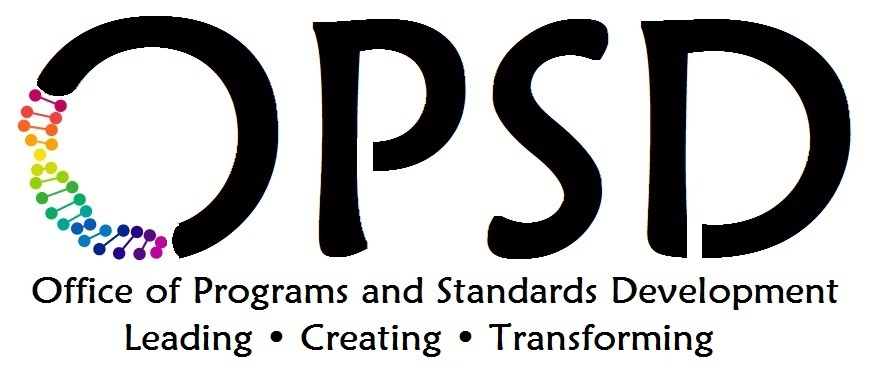 OPSD
Office of Programs and Standards Development
Leading • Creating • Transforming